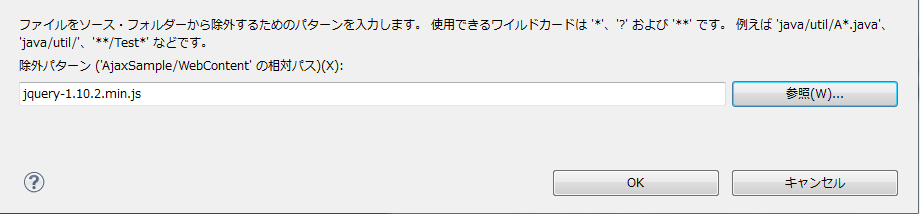 ファイルをソース・フォルダーから除外するためのパターンを入力します。 使用できるワイルドカードは '*'、'?' および '**' です。 例えば 'java/util/A*.java'、
'java/util/'、'**/Test*' などです。
除外パターン ('AjaxSample/WebContent' の相対パス)(X):
jquery-1.10.2.min.js
参照(W)...
?
OK
キャンセル